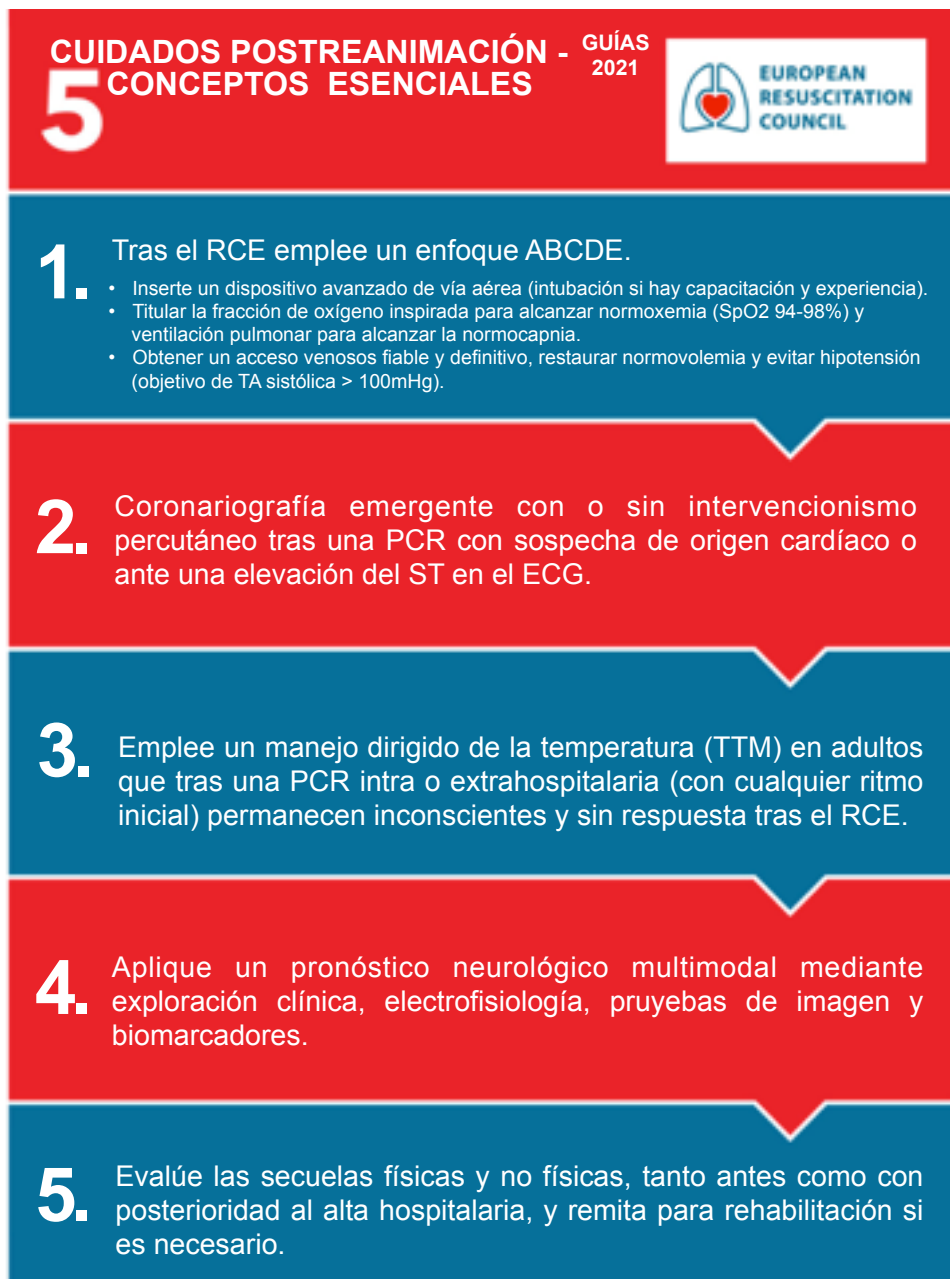 CUIDADOS POSTREANIMACIÓN -
GUÍAS
2021
5 CONCEPTOS ESENCIALES
EUROPEAN
RESUSCITATION
COUNCIL
1. Tras el RCE emplee un enfoque ABCDE.
• Inserte un dispositivo avanzado de vía aérea (intubación si hay capacitación y experiencia).
• Titular la fracción de oxígeno inspirada para alcanzar normoxemia (SpO2 94-98%) y
ventilación pulmonar para alcanzar la normocapnia.
• Obtener un acceso venosos fiable y definitivo, restaurar normovolemia y evitar hipotensión
(objetivo de TA sistólica > 100mHg).
2. Coronariografía emergente con o sin intervencionismo
percutáneo tras una PCR con sospecha de origen cardíaco o
ante una elevación del ST en el ECG.
3. Emplee un manejo dirigido de la temperatura (TTM) en adultos
que tras una PCR intra o extrahospitalaria (con cualquier ritmo
inicial) permanecen inconscientes y sin respuesta tras el RCE.
4. Aplique un pronóstico neurológico multimodal mediante
exploración clínica, electrofisiología, pruyebas de imagen y
biomarcadores.
5. Evalúe las secuelas físicas y no físicas, tanto antes como con
posterioridad al alta hospitalaria, y remita para rehabilitación si
es necesario.